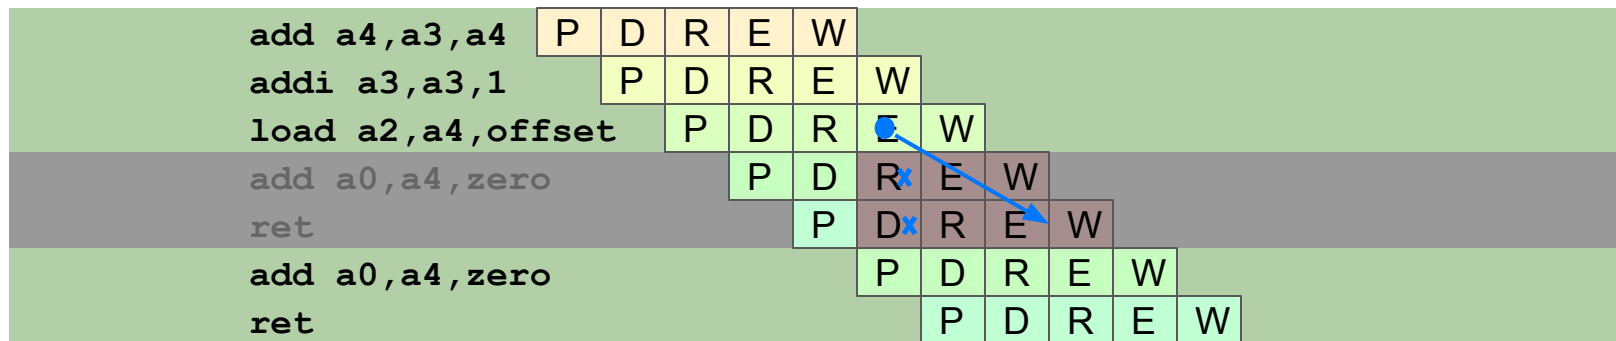 add a4,a3,a4 P D R E W
addi a3,a3,1 P D R E W
load a2,a4,offset P D R E W
add a0,a4,zero P D R E W
ret P D R E W
add a0,a4,zero P D R E W
ret P D R E W